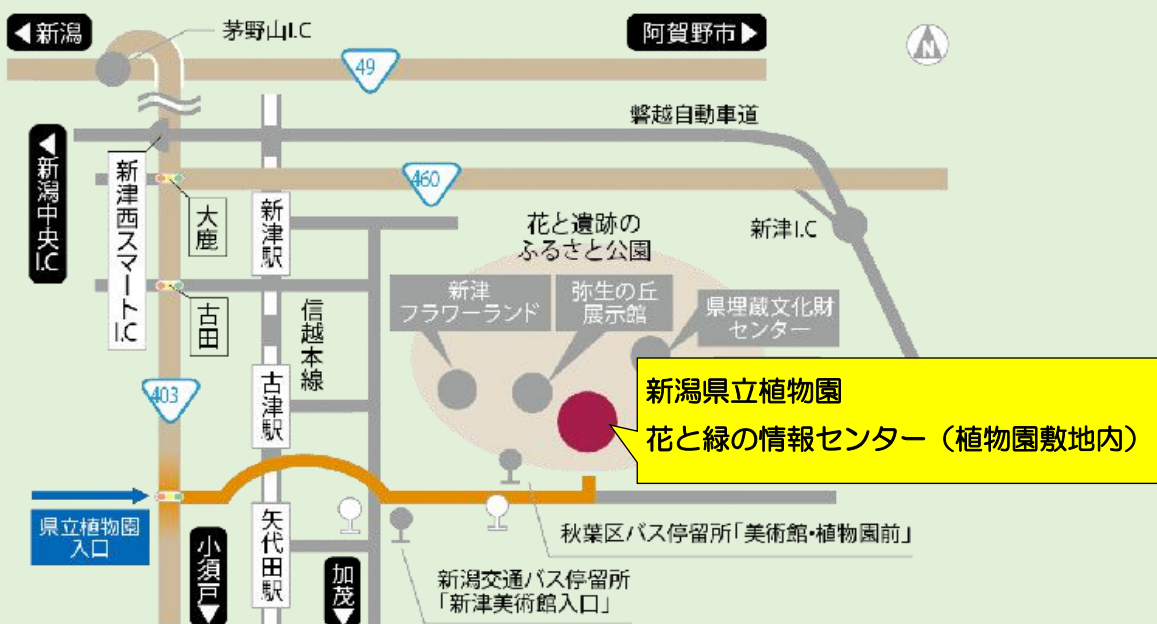 ◀新潟
茅野山I.C
阿賀野市▶
N
49
磐越自動車道
◀新潟中央I.C
新津西スマートI.C
大鹿
新津駅
460
花と遺跡の
ふるさと公園
新津I.C
古田
信越本線
新津
フラワーランド
弥生の丘
展示館
県埋蔵文化財
センター
403
古津駅
新潟県立植物園
花と緑の情報センター（植物園敷地内）
県立植物園
入口
小須戸▼
矢代田駅
加茂▼
秋葉区バス停留所「美術館・植物園前」
新潟交通バス停留所
「新津美術館入口」